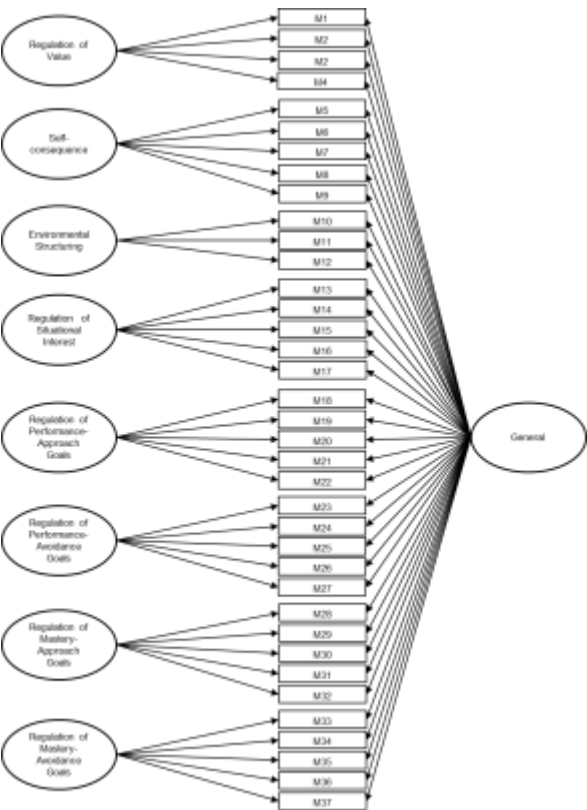 Regulation of
Value
M1
M2
M2
M4
Self-
consequence
M5
M6
M7
M8
M9
Environmental
Structuring
M10
M11
M12
Regulation of
Situational
Interest
M13
M14
M15
M16
M17
Regulation of
Performance-
Approach
Goals
M18
M19
M20
M21
M22
General
Regulation of
Performance-
Avoidance
Goals
M23
M24
M25
M26
M27
Regulation of
Mastery-
Approach
Goals
M28
M29
M30
M31
M32
Regulation of
Mastery-
Avoidance
Goals
M33
M34
M35
M36
M37